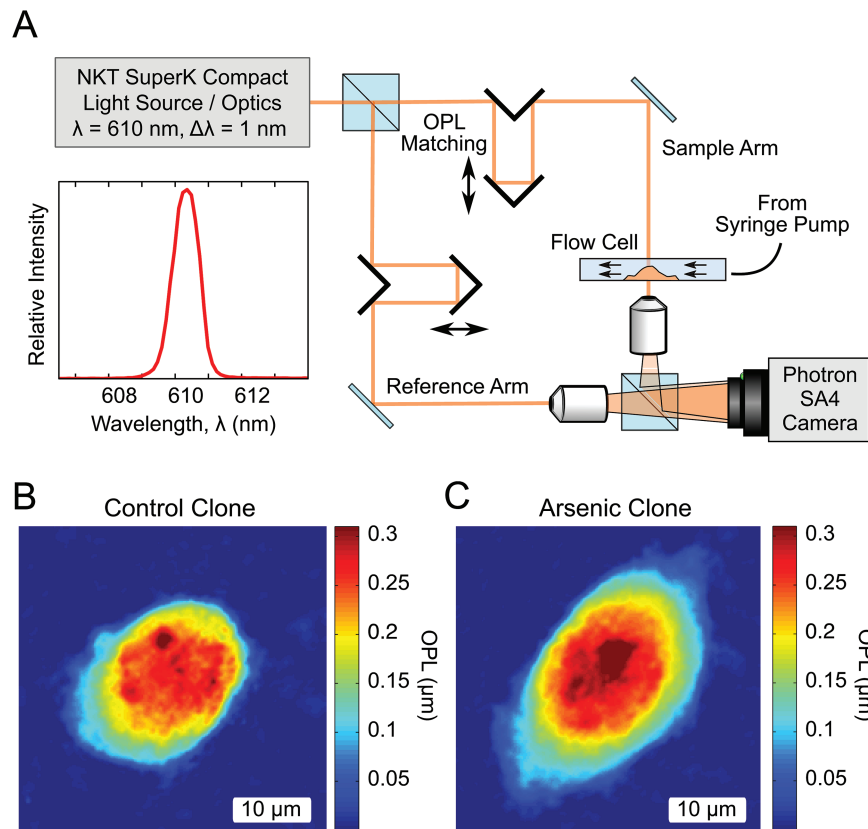 A
NKT SuperK Compact
Light Source / Optics
λ = 610 nm, Δλ = 1 nm
OPL
Matching
Sample Arm
From
Syringe Pump
Flow Cell
Relative Intensity
608
610
612
Wavelength, λ (nm)
Reference Arm
Photron
SA4
Camera
B
Control Clone
0.3
0.25
0.2
0.15
0.1
0.05
OPL (μm)
10 μm
C
Arsenic Clone
0.3
0.25
0.2
0.15
0.1
0.05
OPL (μm)
10 μm